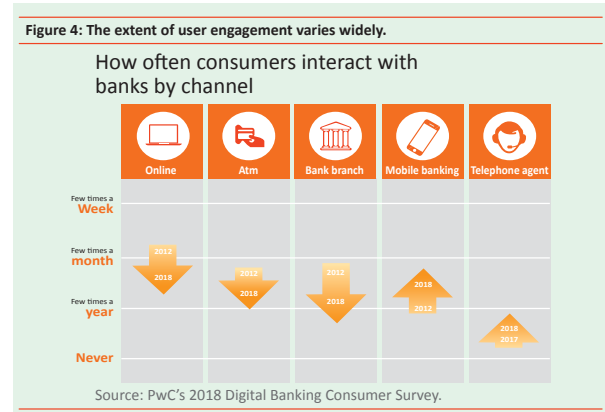 Figure 4: The extent of user engagement varies widely.
How often consumers interact with
banks by channel
Online
Atm
Bank branch
Mobile banking
Telephone agent
Few times a
Week
Few times a
month
Few times a
year
Never
2012
2018
2012
2018
2012
2018
2018
2012
2018
2017
Source: PwC's 2018 Digital Banking Consumer Survey.